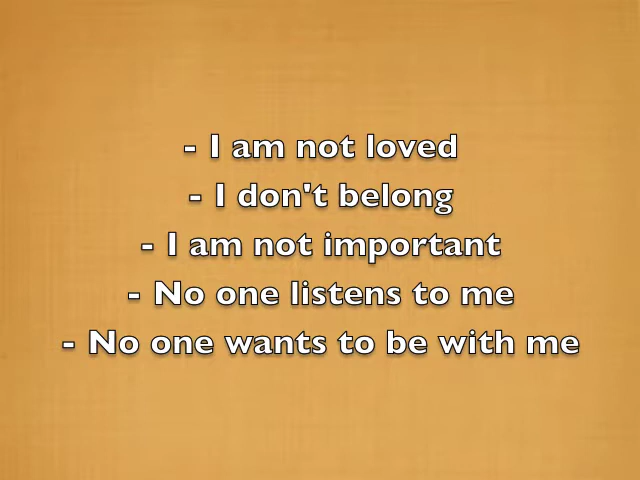 - I am not loved
- I don't belong
- I am not important
- No one listens to me
- No one wants to be with me